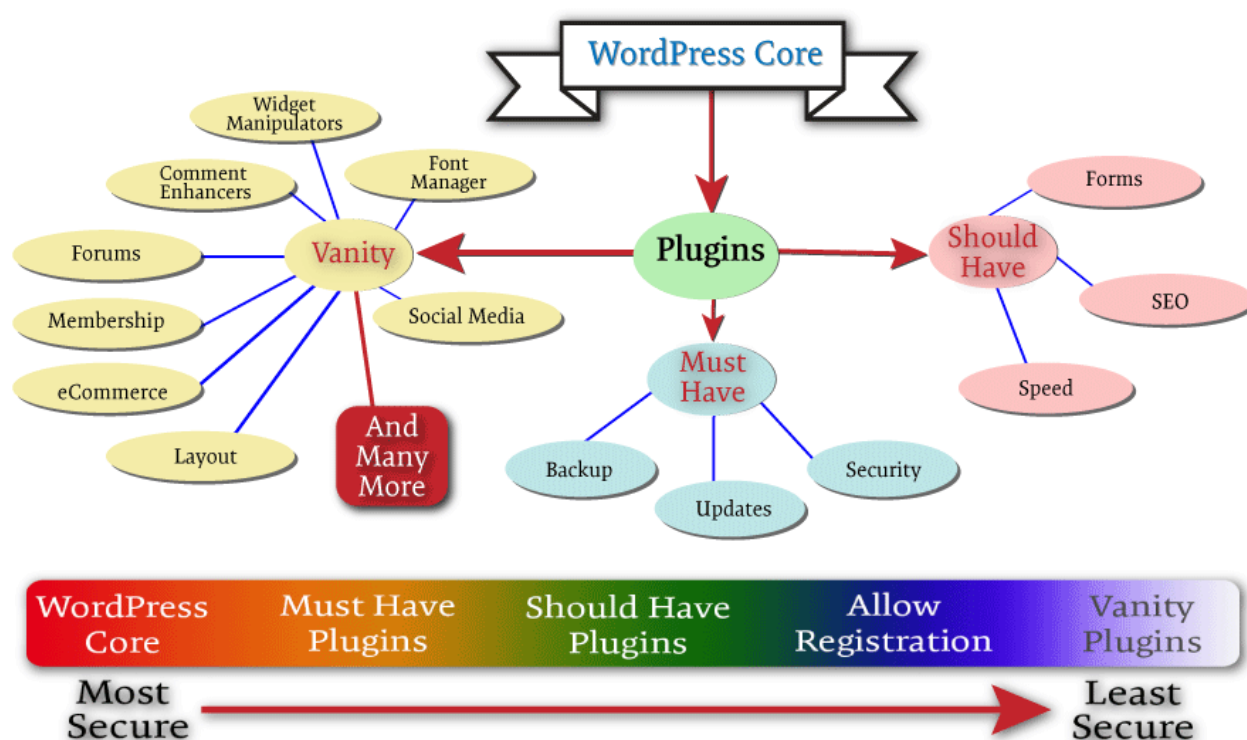 WordPress Core
Widget
Manipulators
Font
Manager
Comment
Enhancers
Forms
Vanity
Plugins
Should
Have
Forums
SEO
Membership
Social Media
Must
Have
eCommerce
Speed
And
Many
More
Layout
Backup
Security
Updates
WordPress
Core
Must Have
Plugins
Should Have
Plugins
Allow
Registration
Vanity
Plugins
Most
Secure
Least
Secure